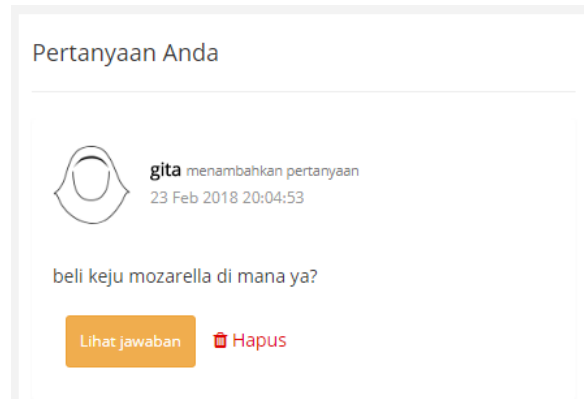 Pertanyaan Anda
gita menambahkan pertanyaan
23 Feb 2018 20:04:53
beli keju mozarella di mana ya?
Lihat jawaban Hapus